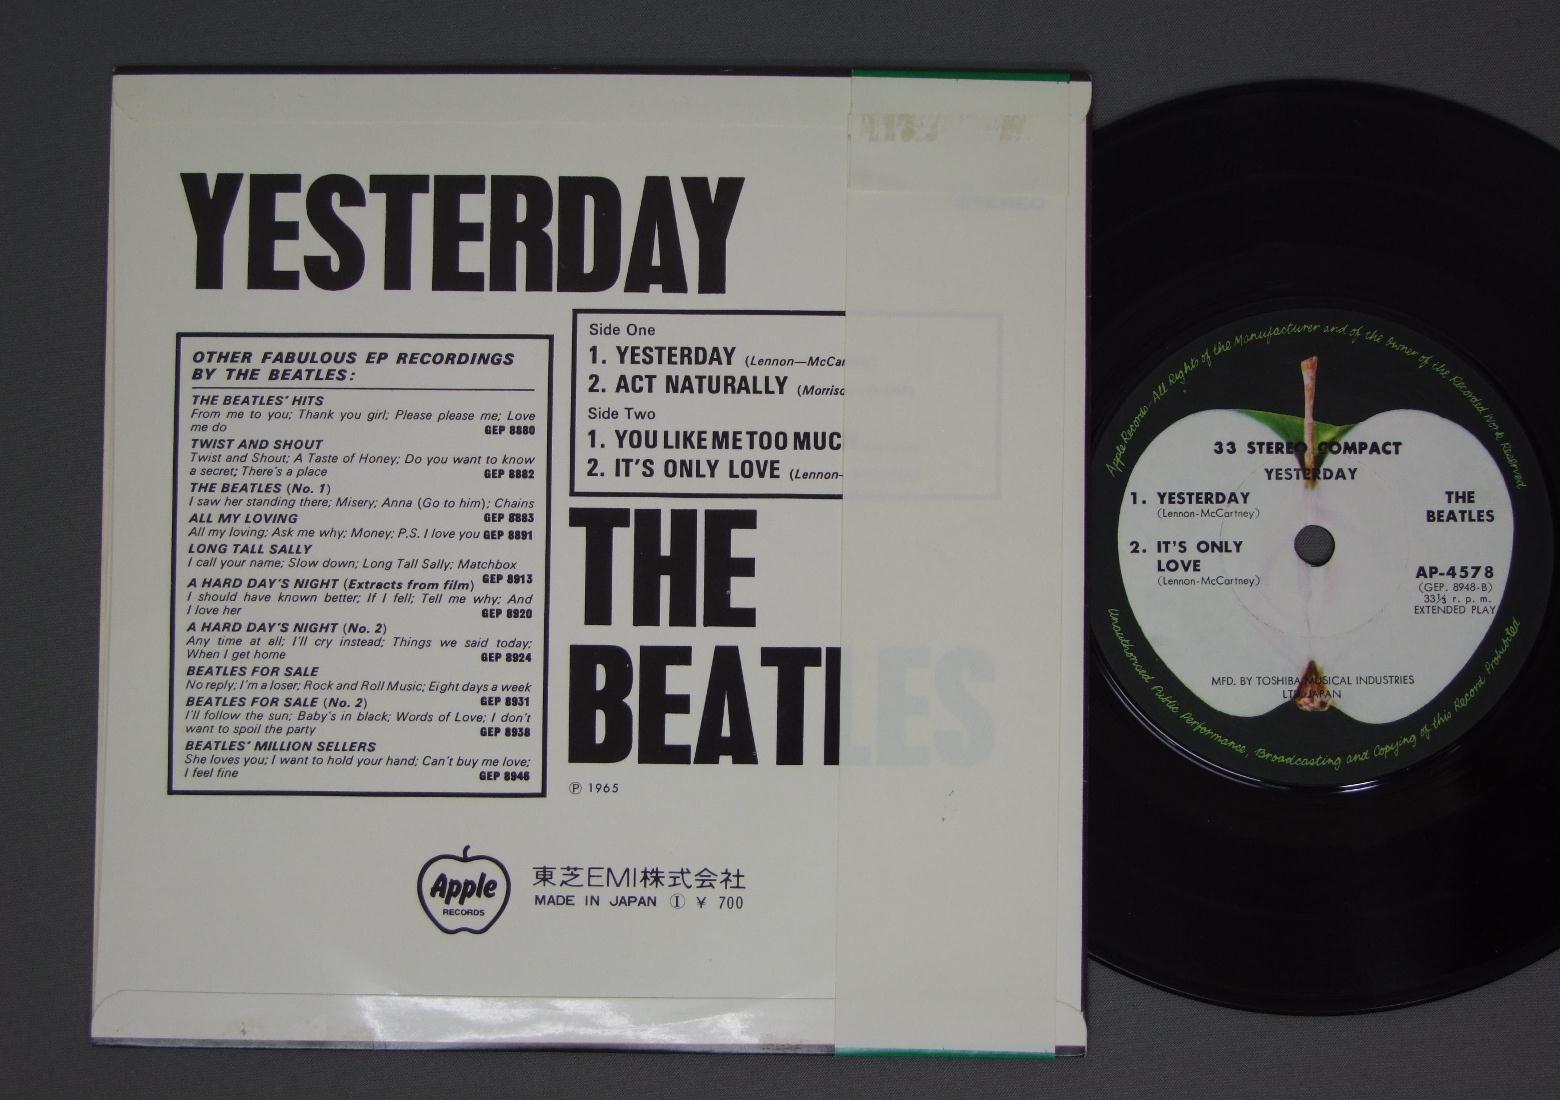 YESTERDAY
OTHER FABULOUS EP RECORDINGS
BY THE BEATLES:
THE BEATLES' HITS
From me to you; Thank you girl; Please please me; Love
me do GEP 8880
TWIST AND SHOUT
Twist and Shout; A Taste of Honey; Do you want to know
a secret; There's a place GEP 8882
THE BEATLES (No. 1)
I saw her standing there; Misery; Anna (Go to him); Chains
ALL MY LOVING GEP 8883
All my loving; Ask me why; Money; P.S. I love you GEP 8891
LONG TALL SALLY
I call your name; Slow down; Long Tall Sally; Matchbox
A HARD DAY'S NIGHT (Extracts from film) GEP 8913
I should have known better; If I fell; Tell me why; And
I love her GEP 8920
A HARD DAY'S NIGHT (No. 2)
Any time at all; I'll cry instead; Things we said today;
When I get home GEP 8924
BEATLES FOR SALE
No reply; I'm a loser; Rock and Roll Music; Eight days a week
BEATLES FOR SALE (No. 2) GEP 8931
I'll follow the sun; Baby's in black; Words of Love; I don't
want to spoil the party GEP 8938
BEATLES' MILLION SELLERS
She loves you; I want to hold your hand; Can't buy me love;
I feel fine GEP 8946
Side One
1. YESTERDAY (Lennon—McCar
2. ACT NATURALLY (Morriso
Side Two
1. YOU LIKE ME TOO MUC
2. IT'S ONLY LOVE (Lennon-
THE
BEATLES
Ⓟ 1965
Apple
RECORDS
東芝EMI株式会社
MADE IN JAPAN Ⓘ ¥ 700
Apple Records-All Rights of the Manufacturer and of the Owner of the Recorded Work Reserved
33 STEREO COMPACT
YESTERDAY
1. YESTERDAY
(Lennon-McCartney)
2. IT'S ONLY
LOVE
(Lennon-McCartney)
THE
BEATLES
AP-4578
(GEP. 8948-B)
33⅓ r. p. m.
EXTENDED PLAY
MFD. BY TOSHIBA MUSICAL INDUSTRIES
LTD. JAPAN
Unauthorised Public Performance, Broadcasting and Copying of this Record Prohibited